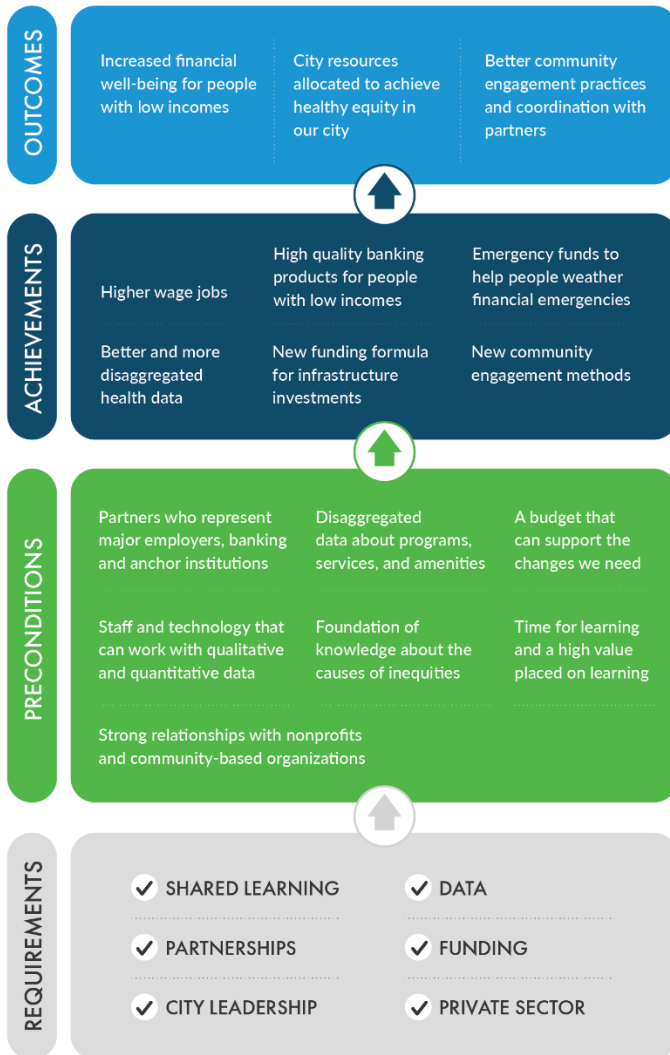 OUTCOMES
Increased financial
well-being for people
with low incomes
City resources
allocated to achieve
healthy equity in
our city
Better community
engagement practices
and coordination with
partners
ACHIEVEMENTS
Higher wage jobs
High quality banking
products for people
with low incomes
Emergency funds to
help people weather
financial emergencies
Better and more
disaggregated
health data
New funding formula
for infrastructure
investments
New community
engagement methods
PRECONDITIONS
Partners who represent
major employers, banking
and anchor institutions
Disaggregated
data about programs,
services, and amenities
A budget that
can support the
changes we need
Staff and technology that
can work with qualitative
and quantitative data
Foundation of
knowledge about the
causes of inequities
Time for learning
and a high value
placed on learning
Strong relationships with nonprofits
and community-based organizations
REQUIREMENTS
SHARED LEARNING
DATA
PARTNERSHIPS
FUNDING
CITY LEADERSHIP
PRIVATE SECTOR